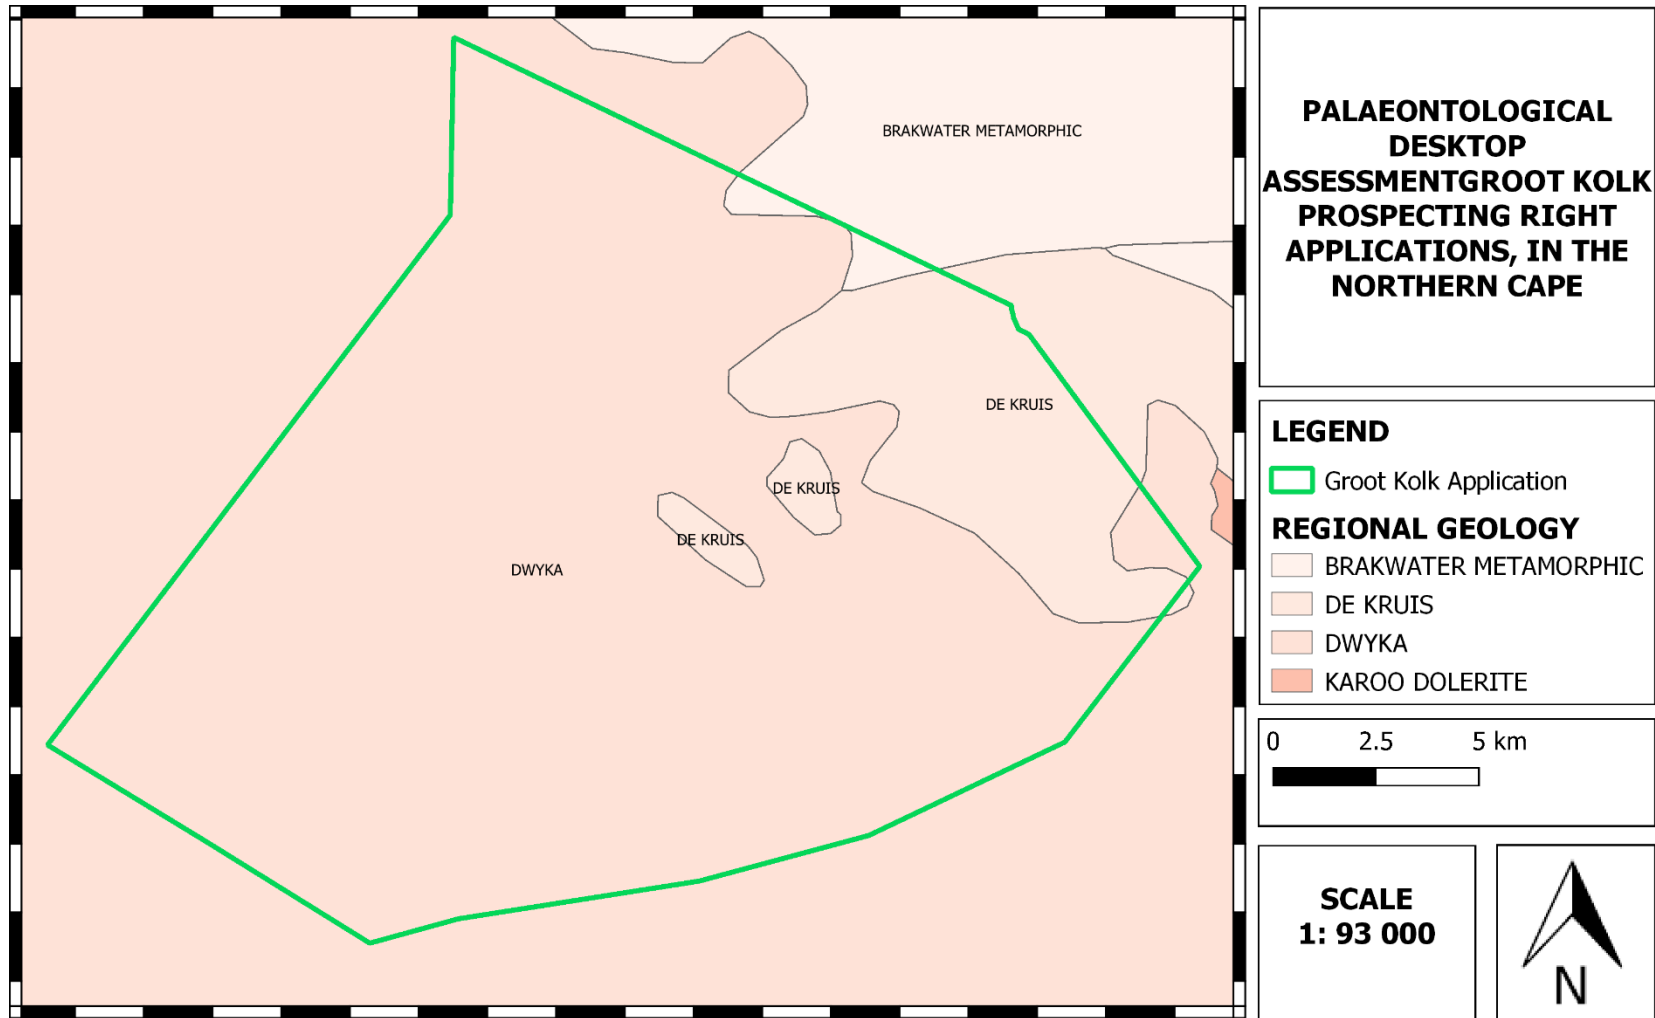 BRAKWATER METAMORPHIC
DE KRUIS
DE KRUIS
DE KRUIS
DWYKA
PALAEONTOLOGICAL
DESKTOP
ASSESSMENTGROOT KOLK
PROSPECTING RIGHT
APPLICATIONS, IN THE
NORTHERN CAPE
LEGEND
Groot Kolk Application
REGIONAL GEOLOGY
BRAKWATER METAMORPHIC
DE KRUIS
DWYKA
KAROO DOLERITE
0 2.5 5 km
SCALE
1: 93 000
N